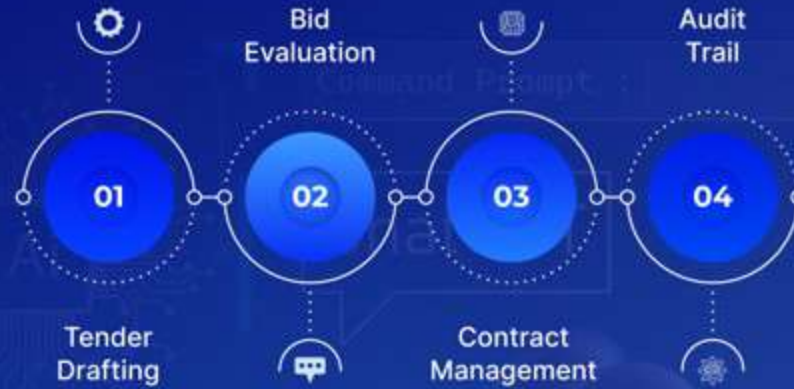 Bid
Evaluation
Audit
Trail
Command Prompt :
01
02
03
04
Tender
Drafting
Contract
Management